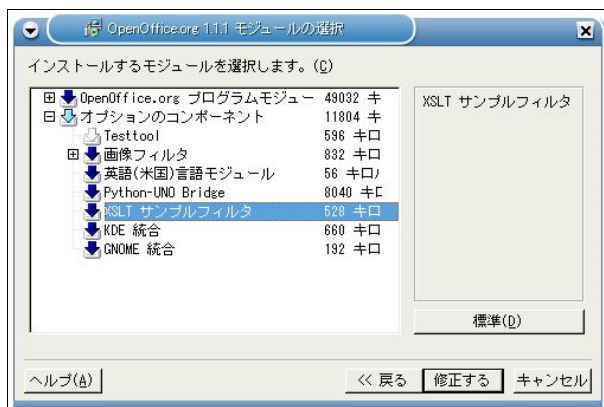 OpenOffice.org 1.1.1 モジュールの選択
インストールするモジュールを選択します。(C)
OpenOffice.org プログラムモジュー 49032 キ
オプションのコンポーネント 11804 キ
Testtool 596 キロ
画像フィルタ 832 キロ
英語(米国)言語モジュール 56 キロ
Python-UNO Bridge 8040 キ
XSLT サンプルフィルタ 528 キロ
KDE 統合 660 キロ
GNOME 統合 192 キロ
XSLT サンプルフィルタ
標準(D)
ヘルプ(A)
<< 戻る
修正する
キャンセル